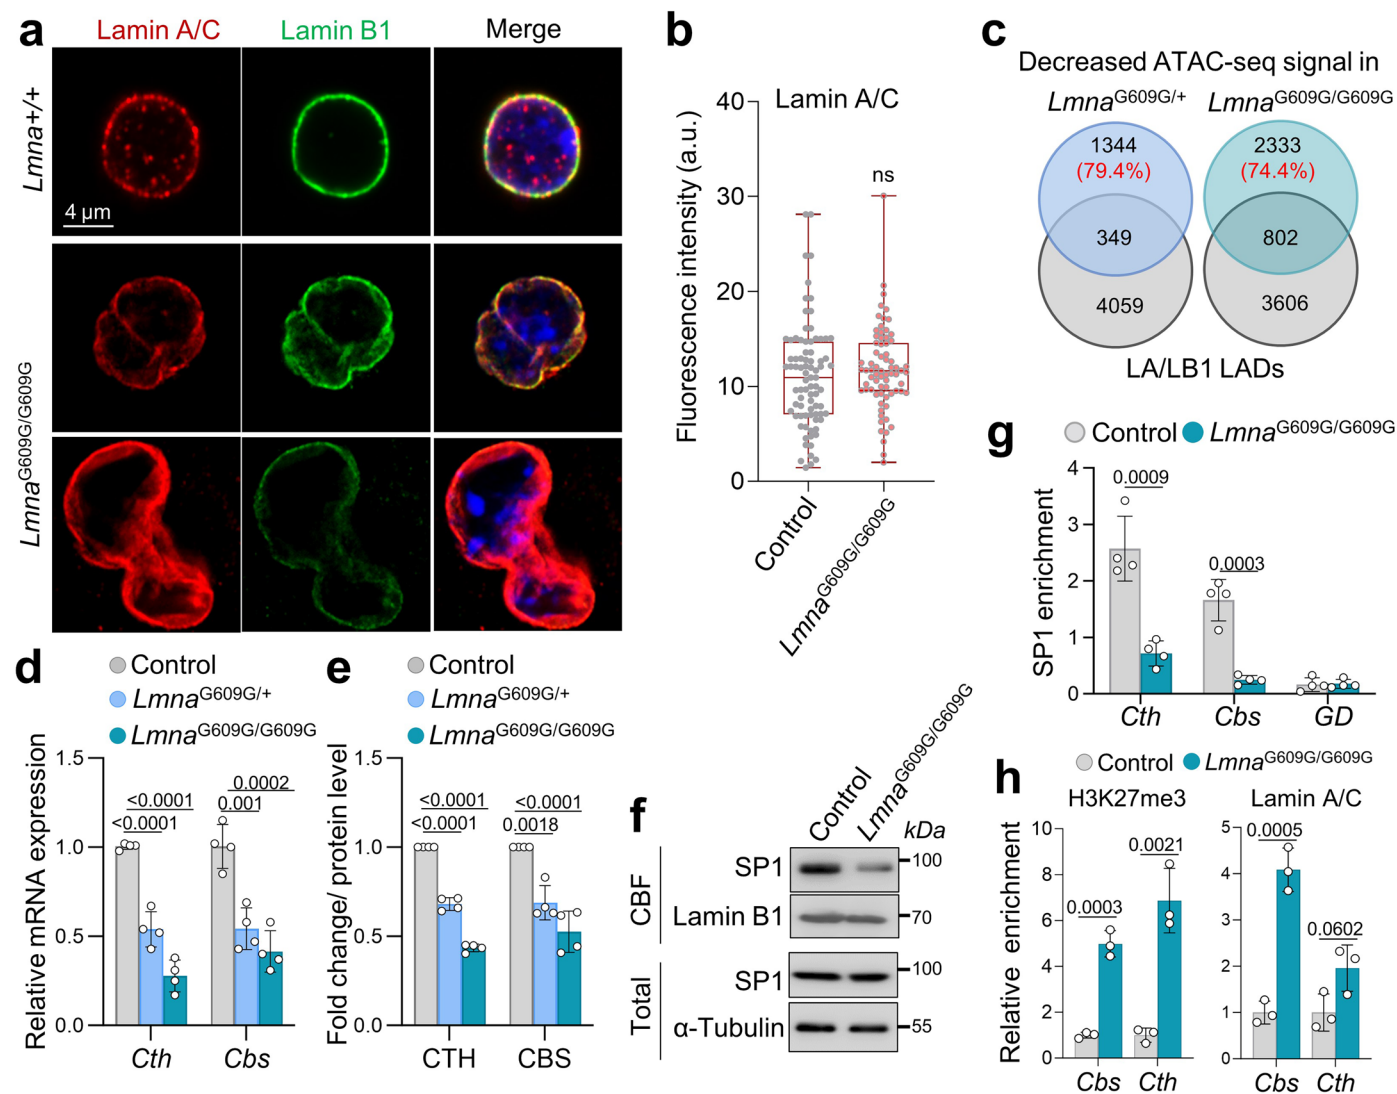 a
Lamin A/C
Lamin B1
Merge
Lmna+/+
4 µm
LmnaG609G/G609G
b
Lamin A/C
Fluorescence intensity (a.u.)
40
30
20
10
0
ns
Control
LmnaG609G/G609G
c
Decreased ATAC-seq signal in
LmnaG609G/+
LmnaG609G/G609G
1344
(79.4%)
349
4059
2333
(74.4%)
802
3606
LA/LB1 LADs
d
Control
LmnaG609G/+
LmnaG609G/G609G
Relative mRNA expression
1.5
1.0
0.5
0.0
<0.0001
<0.0001
0.0002
0.001
Cth
Cbs
e
Control
LmnaG609G/+
LmnaG609G/G609G
Fold change/ protein level
1.5
1.0
0.5
0.0
<0.0001
<0.0001
<0.0001
0.0018
CTH
CBS
f
Control
LmnaG609G/G609G
kDa
CBF
SP1
100
Lamin B1
70
Total
SP1
100
α-Tubulin
55
g
Control
LmnaG609G/G609G
SP1 enrichment
4
3
2
1
0
0.0009
0.0003
Cth
Cbs
GD
h
Control
LmnaG609G/G609G
H3K27me3
Relative enrichment
10
8
6
4
2
0
0.0003
0.0021
Cbs
Cth
Lamin A/C
5
4
3
2
1
0
0.0005
0.0602
Cbs
Cth